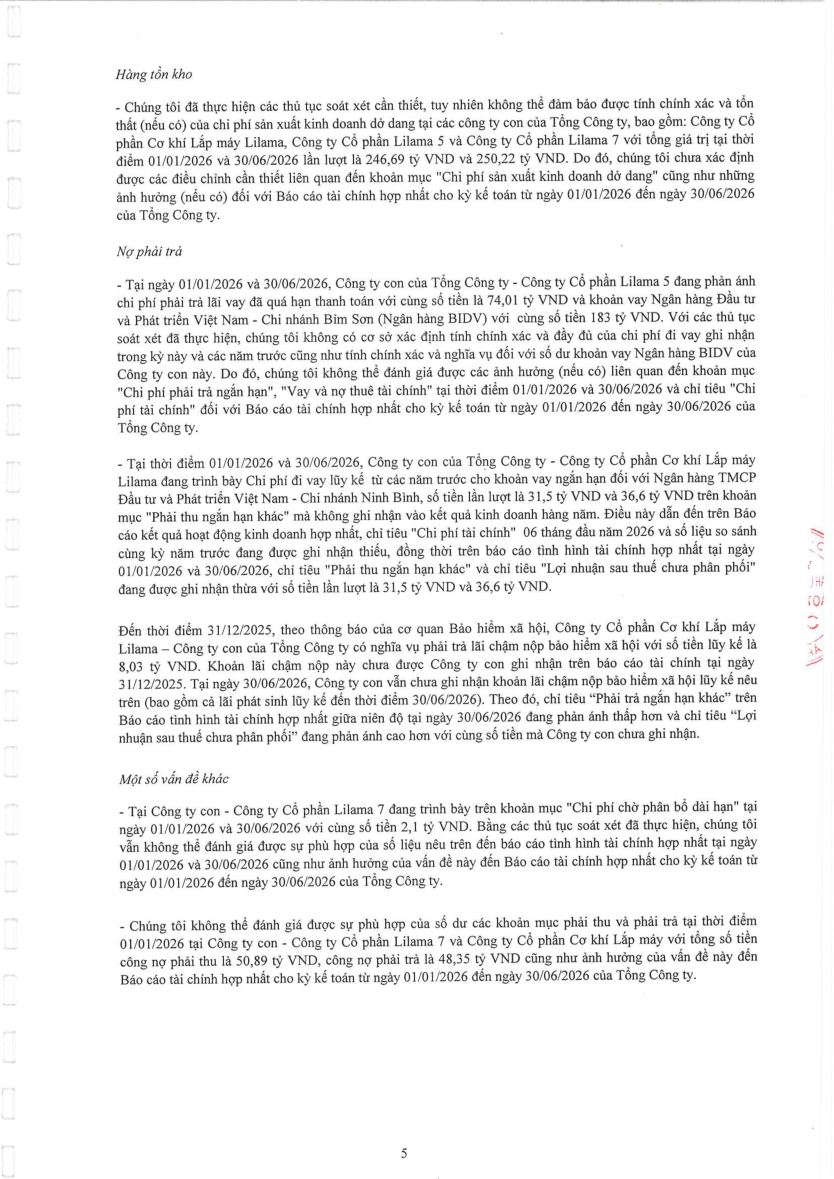 Hàng tồn kho
- Chúng tôi đã thực hiện các thủ tục soát xét cần thiết, tuy nhiên không thể đảm bảo được tính chính xác và tổn
thất (nếu có) của chi phí sản xuất kinh doanh dở dang tại các công ty con của Tổng Công ty, bao gồm: Công ty Cổ
phần Cơ khí Lắp máy Lilama, Công ty Cổ phần Lilama 5 và Công ty Cổ phần Lilama 7 với tổng giá trị tại thời
điểm 01/01/2026 và 30/06/2026 lần lượt là 246,69 tỷ VND và 250,22 tỷ VND. Do đó, chúng tôi chưa xác định
được các điều chỉnh cần thiết liên quan đến khoản mục "Chi phí sản xuất kinh doanh dở dang" cũng như những
ảnh hưởng (nếu có) đối với Báo cáo tài chính hợp nhất cho kỳ kế toán từ ngày 01/01/2026 đến ngày 30/06/2026
của Tổng Công ty.
Nợ phải trả
- Tại ngày 01/01/2026 và 30/06/2026, Công ty con của Tổng Công ty - Công ty Cổ phần Lilama 5 đang phản ánh
chi phí phải trả lãi vay đã quá hạn thanh toán với cùng số tiền là 74,01 tỷ VND và khoản vay Ngân hàng Đầu tư
và Phát triển Việt Nam - Chi nhánh Bỉm Sơn (Ngân hàng BIDV) với cùng số tiền 183 tỷ VND. Với các thủ tục
soát xét đã thực hiện, chúng tôi không có cơ sở xác định tính chính xác và đầy đủ của chi phí đi vay ghi nhận
trong kỳ này và các năm trước cũng như tính chính xác và nghĩa vụ đối với số dư khoản vay Ngân hàng BIDV của
Công ty con này. Do đó, chúng tôi không thể đánh giá được các ảnh hưởng (nếu có) liên quan đến khoản mục
"Chi phí phải trả ngắn hạn", "Vay và nợ thuê tài chính" tại thời điểm 01/01/2026 và 30/06/2026 và chỉ tiêu "Chi
phí tài chính" đối với Báo cáo tài chính hợp nhất cho kỳ kế toán từ ngày 01/01/2026 đến ngày 30/06/2026 của
Tổng Công ty.
- Tại thời điểm 01/01/2026 và 30/06/2026, Công ty con của Tổng Công ty - Công ty Cổ phần Cơ khí Lắp máy
Lilama đang trình bày Chi phí đi vay lũy kế từ các năm trước cho khoản vay ngắn hạn đối với Ngân hàng TMCP
Đầu tư và Phát triển Việt Nam - Chi nhánh Ninh Bình, số tiền lần lượt là 31,5 tỷ VND và 36,6 tỷ VND trên khoản
mục "Phải thu ngắn hạn khác" mà không ghi nhận vào kết quả kinh doanh hàng năm. Điều này dẫn đến trên Báo
cáo kết quả hoạt động kinh doanh hợp nhất, chỉ tiêu "Chi phí tài chính" 06 tháng đầu năm 2026 và số liệu so sánh
cùng kỳ năm trước đang được ghi nhận thiếu, đồng thời trên báo cáo tình hình tài chính hợp nhất tại ngày
01/01/2026 và 30/06/2026, chỉ tiêu "Phải thu ngắn hạn khác" và chỉ tiêu "Lợi nhuận sau thuế chưa phân phối"
đang được ghi nhận thừa với số tiền lần lượt là 31,5 tỷ VND và 36,6 tỷ VND.
Đến thời điểm 31/12/2025, theo thông báo của cơ quan Bảo hiểm xã hội, Công ty Cổ phần Cơ khí Lắp máy
Lilama – Công ty con của Tổng Công ty có nghĩa vụ phải trả lãi chậm nộp bảo hiểm xã hội với số tiền lũy kế là
8,03 tỷ VND. Khoản lãi chậm nộp này chưa được Công ty con ghi nhận trên báo cáo tài chính tại ngày
31/12/2025. Tại ngày 30/06/2026, Công ty con vẫn chưa ghi nhận khoản lãi chậm nộp bảo hiểm xã hội lũy kế nêu
trên (bao gồm cả lãi phát sinh lũy kế đến thời điểm 30/06/2026). Theo đó, chỉ tiêu “Phải trả ngắn hạn khác” trên
Báo cáo tình hình tài chính hợp nhất giữa niên độ tại ngày 30/06/2026 đang phản ánh thấp hơn và chỉ tiêu “Lợi
nhuận sau thuế chưa phân phối” đang phản ánh cao hơn với cùng số tiền mà Công ty con chưa ghi nhận.
Một số vấn đề khác
- Tại Công ty con - Công ty Cổ phần Lilama 7 đang trình bày trên khoản mục "Chi phí chờ phân bổ dài hạn" tại
ngày 01/01/2026 và 30/06/2026 với cùng số tiền 2,1 tỷ VND. Bằng các thủ tục soát xét đã thực hiện, chúng tôi
vẫn không thể đánh giá được sự phù hợp của số liệu nêu trên đến báo cáo tình hình tài chính hợp nhất tại ngày
01/01/2026 và 30/06/2026 cũng như ảnh hưởng của vấn đề này đến Báo cáo tài chính hợp nhất cho kỳ kế toán từ
ngày 01/01/2026 đến ngày 30/06/2026 của Tổng Công ty.
- Chúng tôi không thể đánh giá được sự phù hợp của số dư các khoản mục phải thu và phải trả tại thời điểm
01/01/2026 tại Công ty con - Công ty Cổ phần Lilama 7 và Công ty Cổ phần Cơ khí Lắp máy với tổng số tiền
công nợ phải thu là 50,89 tỷ VND, công nợ phải trả là 48,35 tỷ VND cũng như ảnh hưởng của vấn đề này đến
Báo cáo tài chính hợp nhất cho kỳ kế toán từ ngày 01/01/2026 đến ngày 30/06/2026 của Tổng Công ty.
5